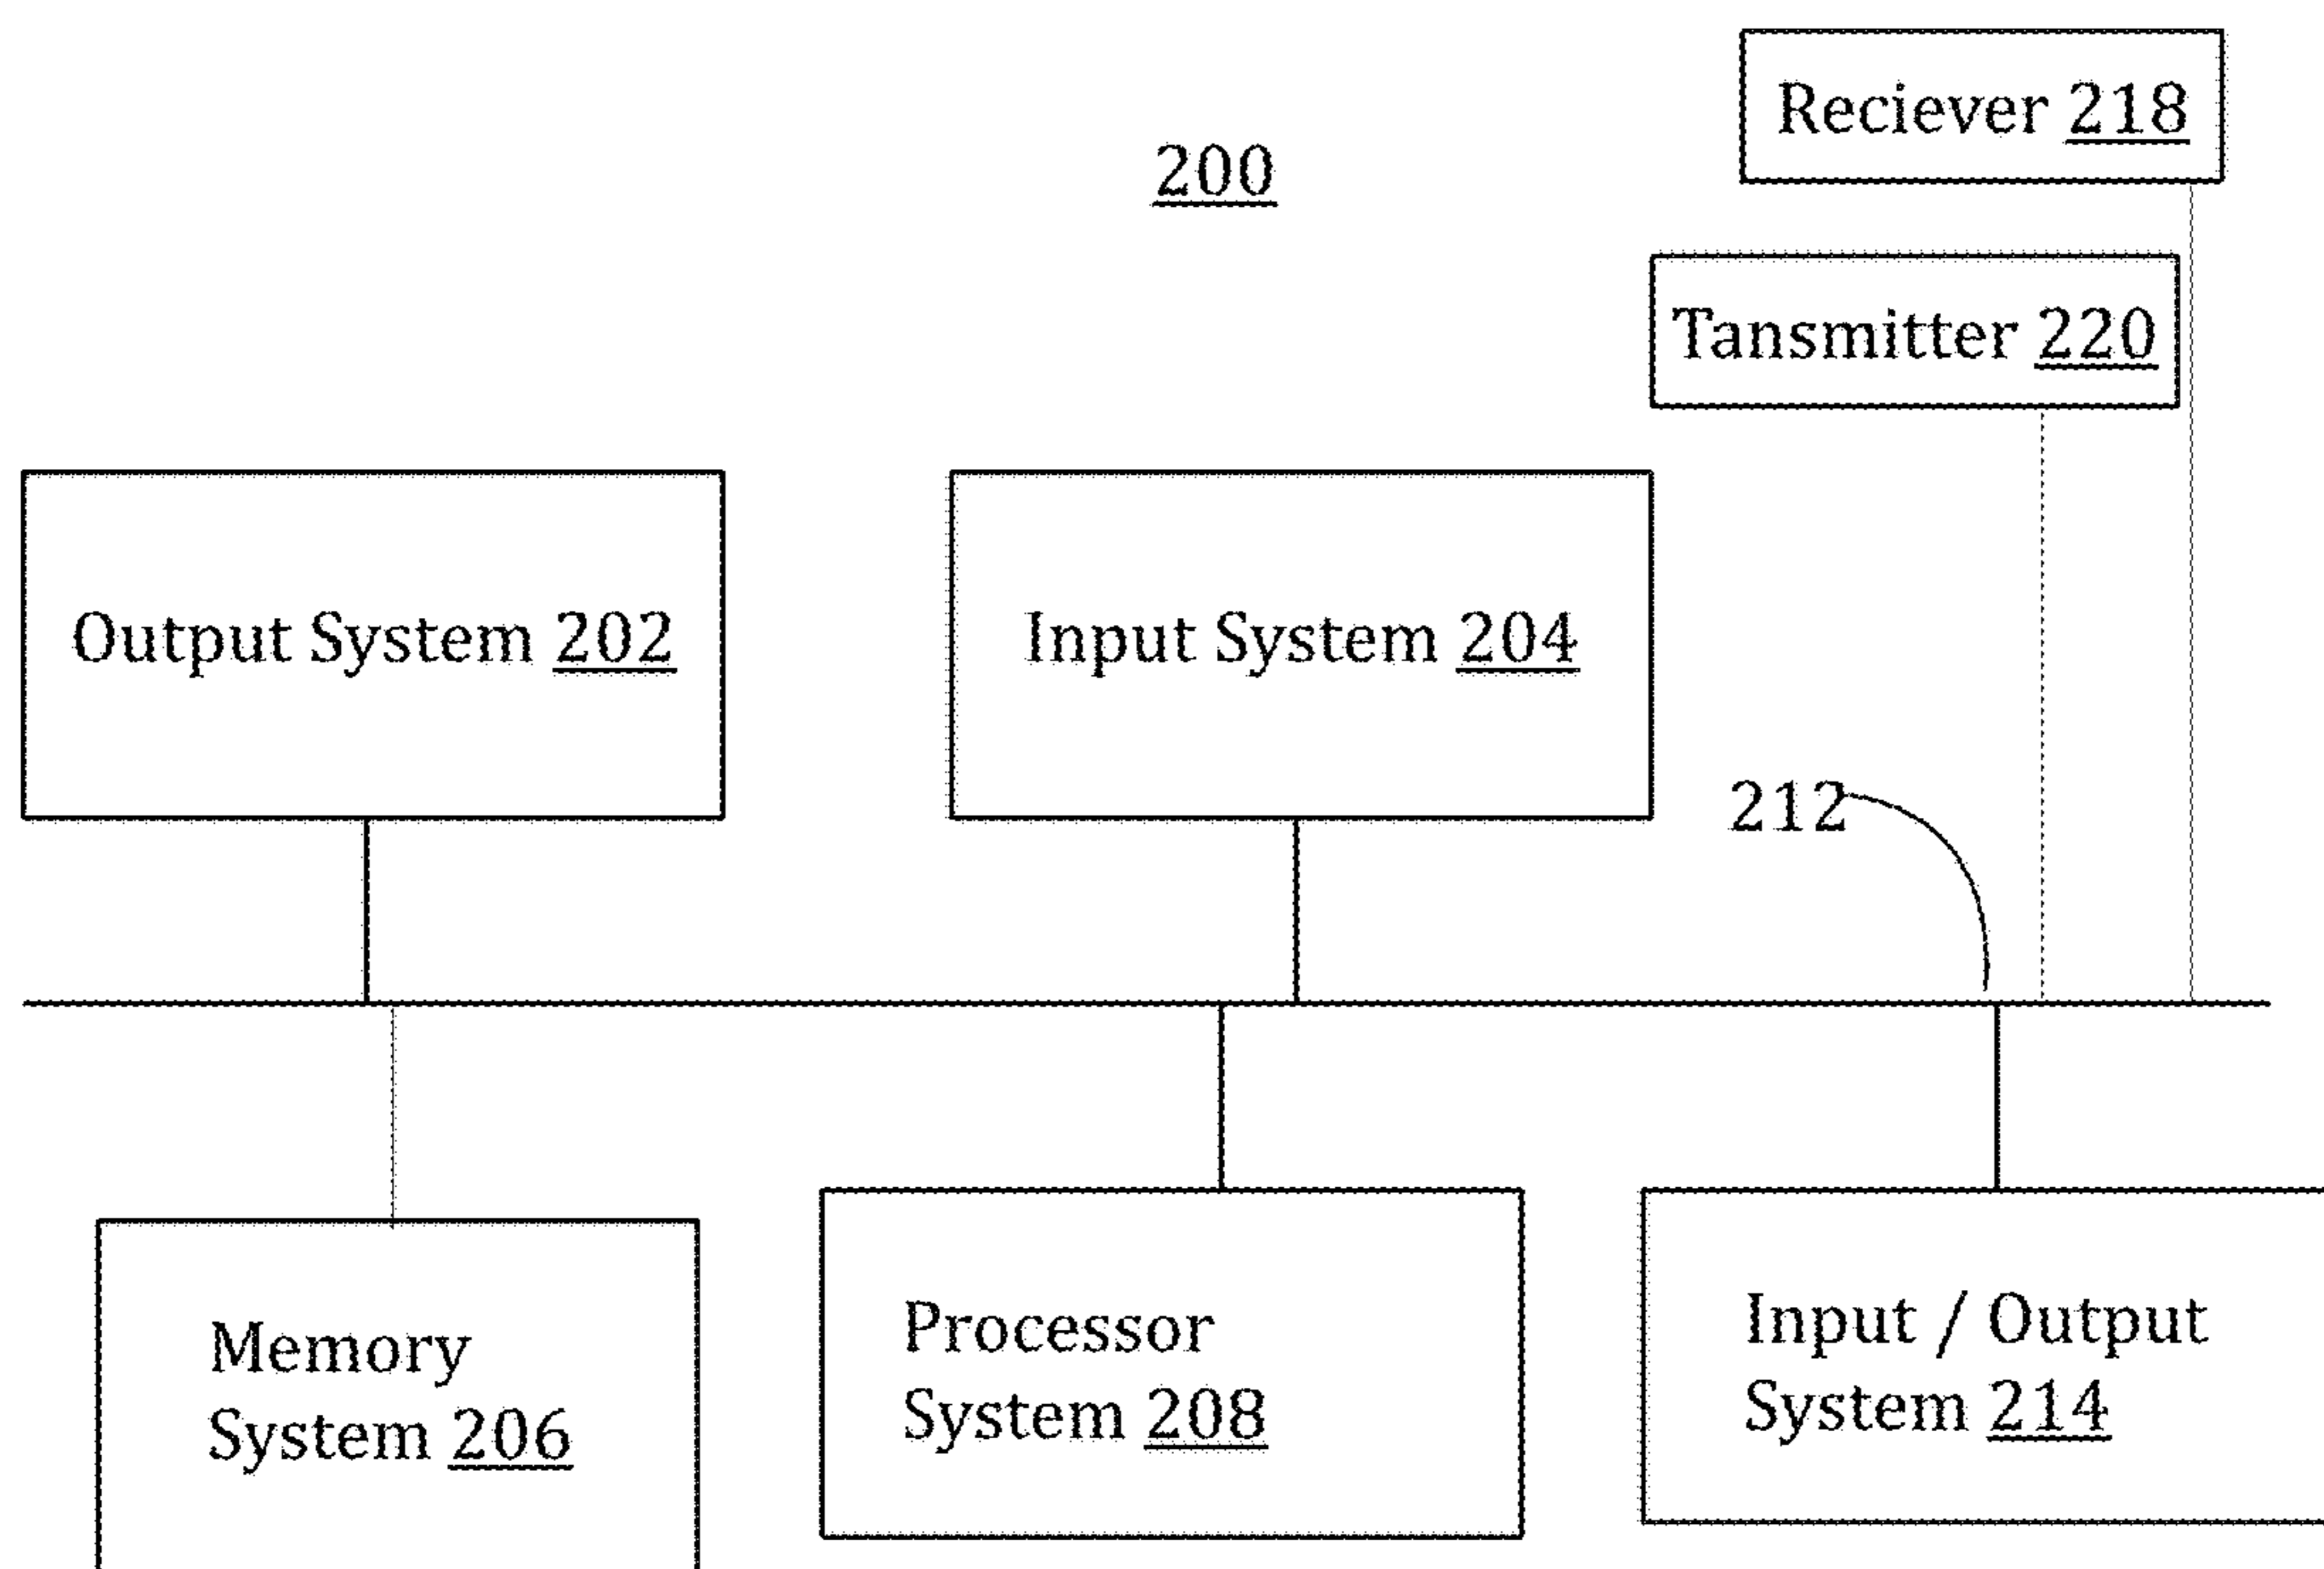 Reciever 218
200
Tansmitter 220
Output System 202
Input System 204
212
Memory
System 206
Processor
System 208
Input / Output
System 214